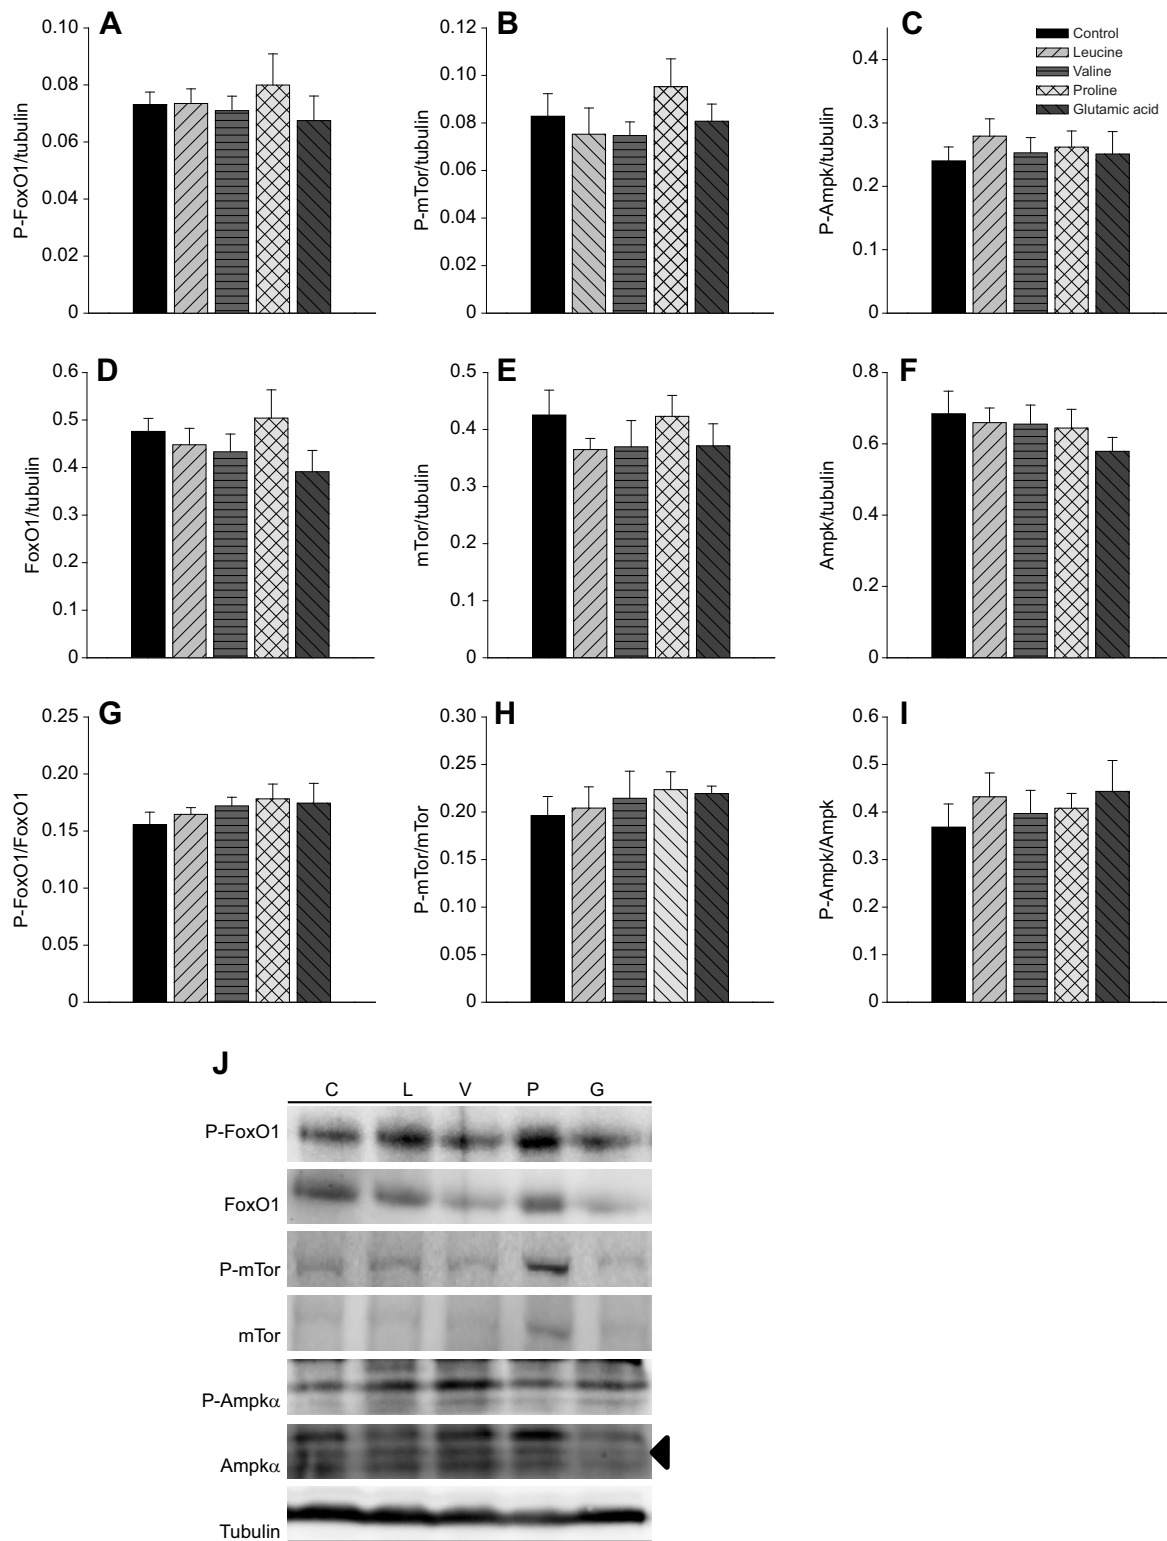 A
P-FoxO1/tubulin
0.10
0.08
0.06
0.04
0.02
0
B
P-mTor/tubulin
0.12
0.10
0.08
0.06
0.04
0.02
0
C
P-Ampk/tubulin
0.4
0.3
0.2
0.1
0
Control
Leucine
Valine
Proline
Glutamic acid
D
FoxO1/tubulin
0.6
0.5
0.4
0.3
0.2
0.1
0
E
mTor/tubulin
0.5
0.4
0.3
0.2
0.1
0
F
Ampk/tubulin
0.8
0.6
0.4
0.2
0
G
P-FoxO1/FoxO1
0.25
0.20
0.15
0.10
0.05
0
H
P-mTor/mTor
0.30
0.25
0.20
0.15
0.10
0.05
0
I
P-Ampk/Ampk
0.6
0.5
0.4
0.3
0.2
0.1
0
J
C L V P G
P-FoxO1
FoxO1
P-mTor
mTor
P-Ampkα
Ampkα
Tubulin